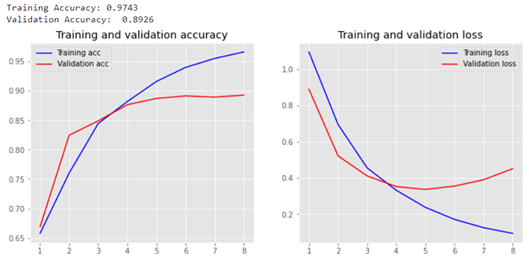 Training Accuracy: 0.9743
Validation Accuracy:  0.8926
Training and validation accuracy
Training acc
Validation acc
0.95
0.90
0.85
0.80
0.75
0.70
0.65
1 2 3 4 5 6 7 8
Training and validation loss
Training loss
Validation loss
1.0
0.8
0.6
0.4
0.2
1 2 3 4 5 6 7 8